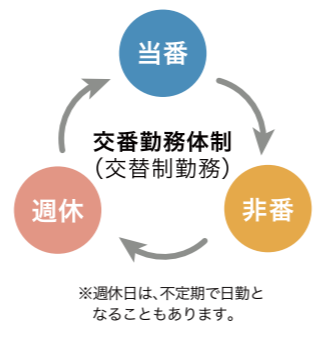 当番
交番勤務体制
（交替制勤務）
週休
非番
※週休日は、不定期で日勤と
なることもあります。